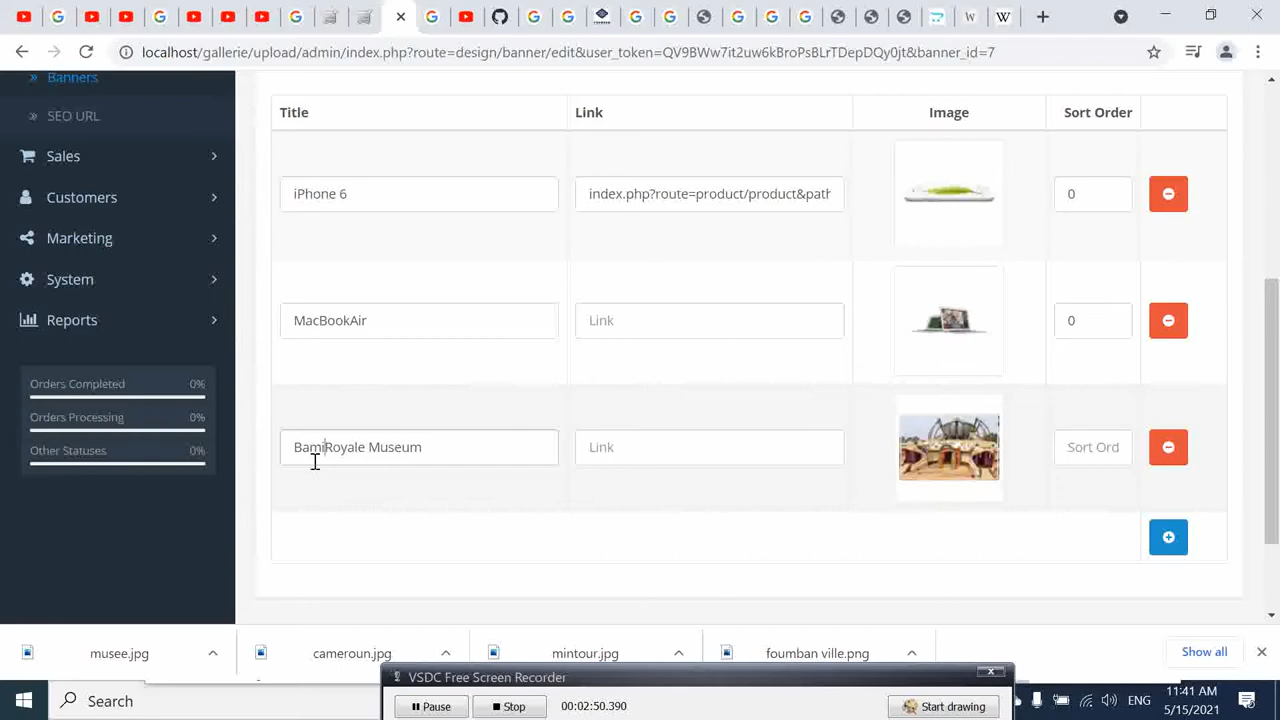 localhost/gallerie/upload/admin/index.php?route=design/banner/edit&user_token=QV9BWw7it2uw6kBroPsBLrTDepDQy0jt&banner_id=7
Banners
SEO URL
Sales
Customers
Marketing
System
Reports
Orders Completed 0%
Orders Processing 0%
Other Statuses 0%
Title Link Image Sort Order
iPhone 6 index.php?route=product/product&path 0
MacBookAir Link 0
BamiRoyale Museum Link Sort Ord
musee.jpg cameroun.jpg mintour.jpg foumban ville.png Show all
VSDC Free Screen Recorder
Pause Stop 00:02:50.390 Start drawing
Search
ENG
11:41 AM
5/15/2021